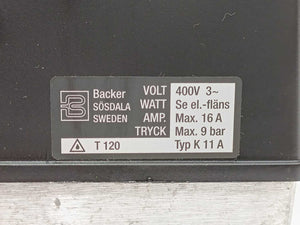 Backer VOLT 400V 3~
SÖSDALA WATT Se el.-fläns
SWEDEN AMP. Max. 16 A
TRYCK Max. 9 bar
T 120 Typ K 11 A